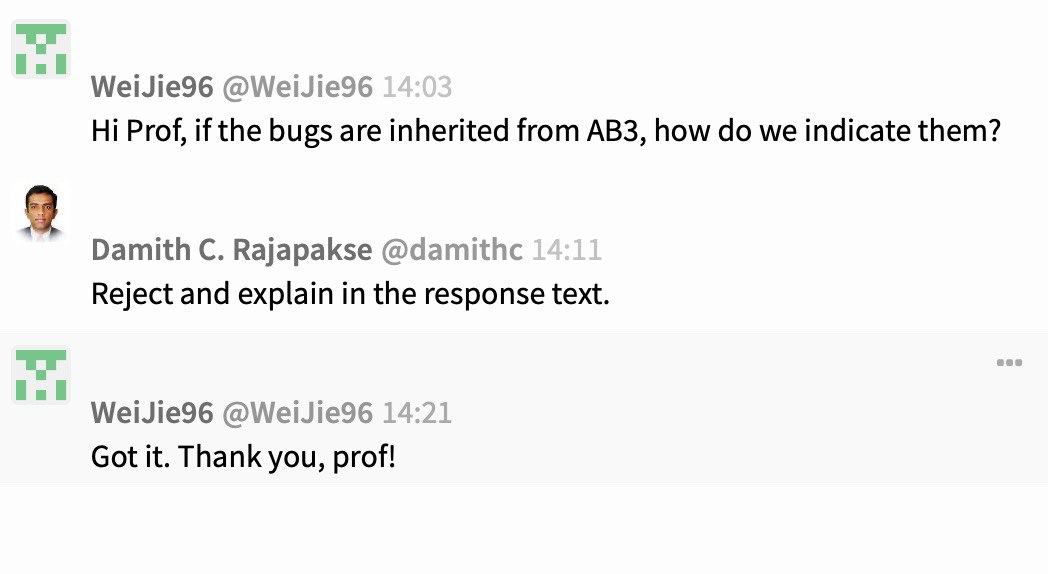 WeiJie96 @WeiJie96 14:03
Hi Prof, if the bugs are inherited from AB3, how do we indicate them?
Damith C. Rajapakse @damithc 14:11
Reject and explain in the response text.
WeiJie96 @WeiJie96 14:21
Got it. Thank you, prof!